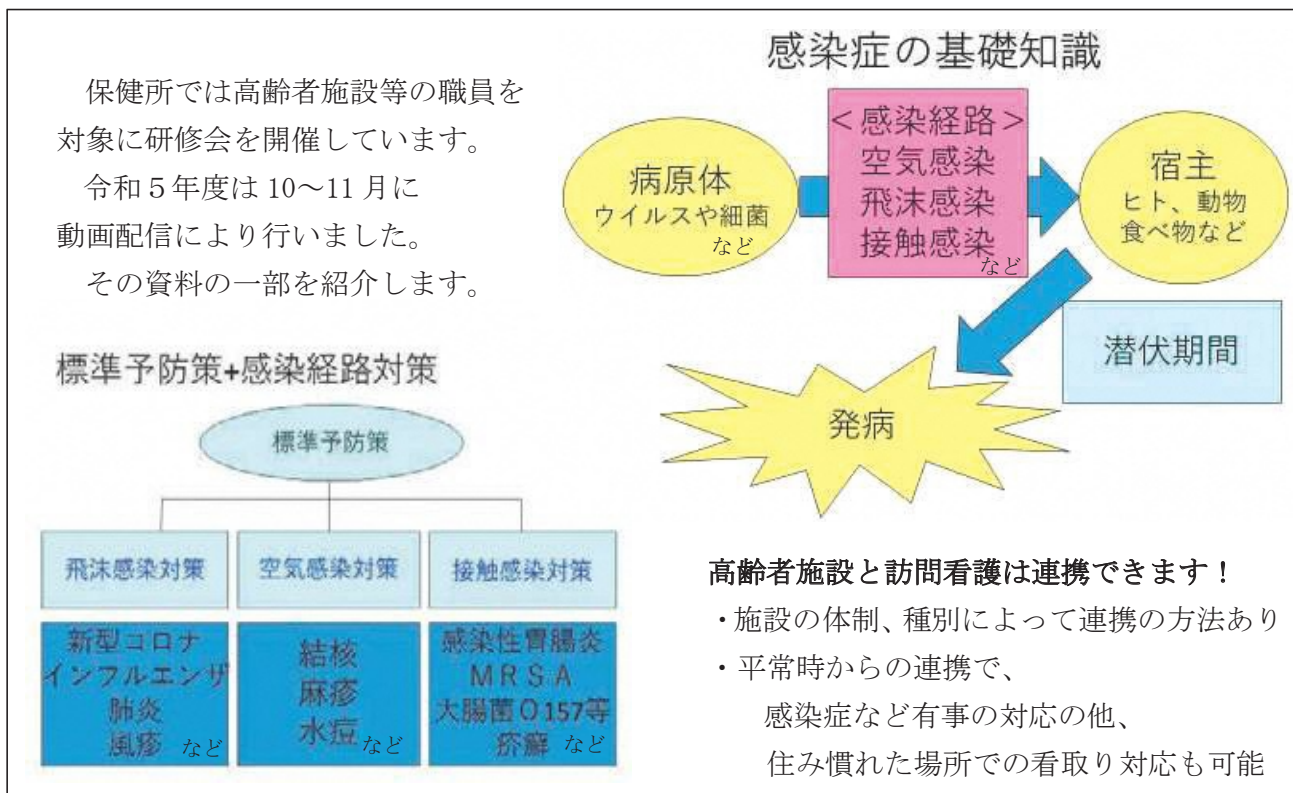 保健所では高齢者施設等の職員を
対象に研修会を開催しています。
令和５年度は 10～11 月に
動画配信により行いました。
その資料の一部を紹介します。
感染症の基礎知識
病原体
ウイルスや細菌
など
＜感染経路＞
空気感染
飛沫感染
接触感染
など
宿主
ヒト、動物
食べ物など
潜伏期間
発病
標準予防策+感染経路対策
標準予防策
飛沫感染対策
新型コロナ
インフルエンザ
肺炎
風疹 など
空気感染対策
結核
麻疹
水痘 など
接触感染対策
感染性胃腸炎
ＭＲＳＡ
大腸菌Ｏ157等
疥癬 など
高齢者施設と訪問看護は連携できます！
・施設の体制、種別によって連携の方法あり
・平常時からの連携で、
感染症など有事の対応の他、
住み慣れた場所での看取り対応も可能